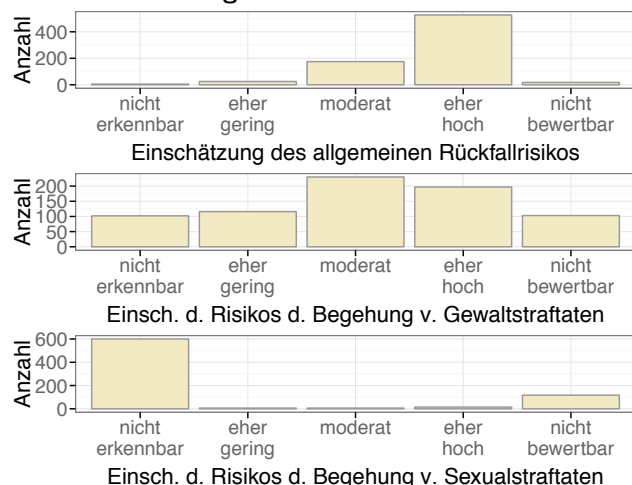 Anzahl
400
200
0
nicht erkennbar
eher gering
moderat
eher hoch
nicht bewertbar
Einschätzung des allgemeinen Rückfallrisikos
Anzahl
200
150
100
50
0
nicht erkennbar
eher gering
moderat
eher hoch
nicht bewertbar
Einsch. d. Risikos d. Begehung v. Gewaltstraftaten
Anzahl
600
400
200
0
nicht erkennbar
eher gering
moderat
eher hoch
nicht bewertbar
Einsch. d. Risikos d. Begehung v. Sexualstraftaten